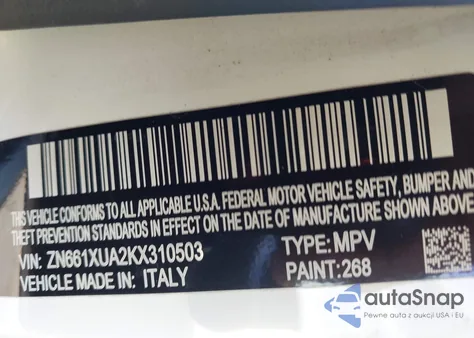 THIS VEHICLE CONFORMS TO ALL APPLICABLE U.S.A. FEDERAL MOTOR VEHICLE SAFETY, BUMPER AND
THEFT PREVENTION STANDARDS IN EFFECT ON THE DATE OF MANUFACTURE SHOWN ABOVE.
VIN: ZN661XUA2KX310503 TYPE: MPV
VEHICLE MADE IN: ITALY PAINT: 268
autoSnap
Pewne auta z aukcji USA i EU